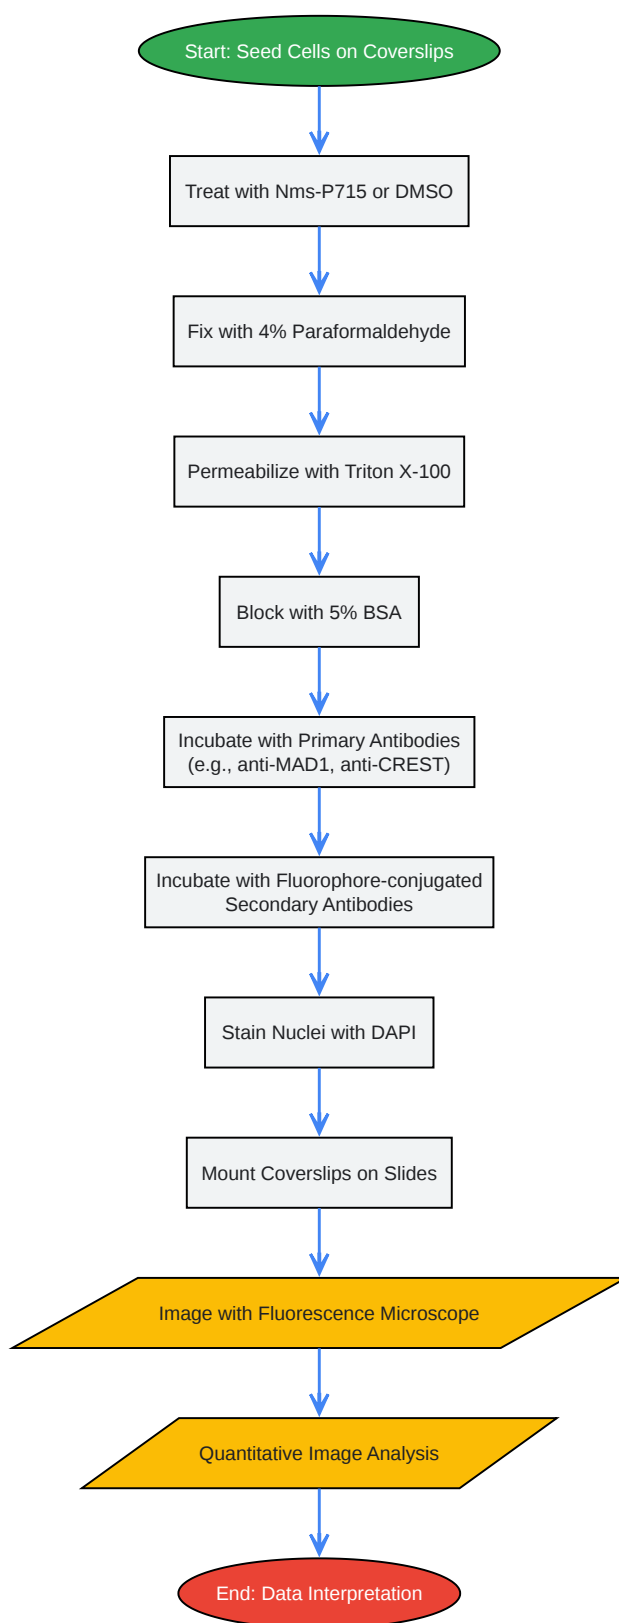 Start: Seed Cells on Coverslips
Treat with Nms-P715 or DMSO
Fix with 4% Paraformaldehyde
Permeabilize with Triton X-100
Block with 5% BSA
Incubate with Primary Antibodies
(e.g., anti-MAD1, anti-CREST)
Incubate with Fluorophore-conjugated
Secondary Antibodies
Stain Nuclei with DAPI
Mount Coverslips on Slides
Image with Fluorescence Microscope
Quantitative Image Analysis
End: Data Interpretation